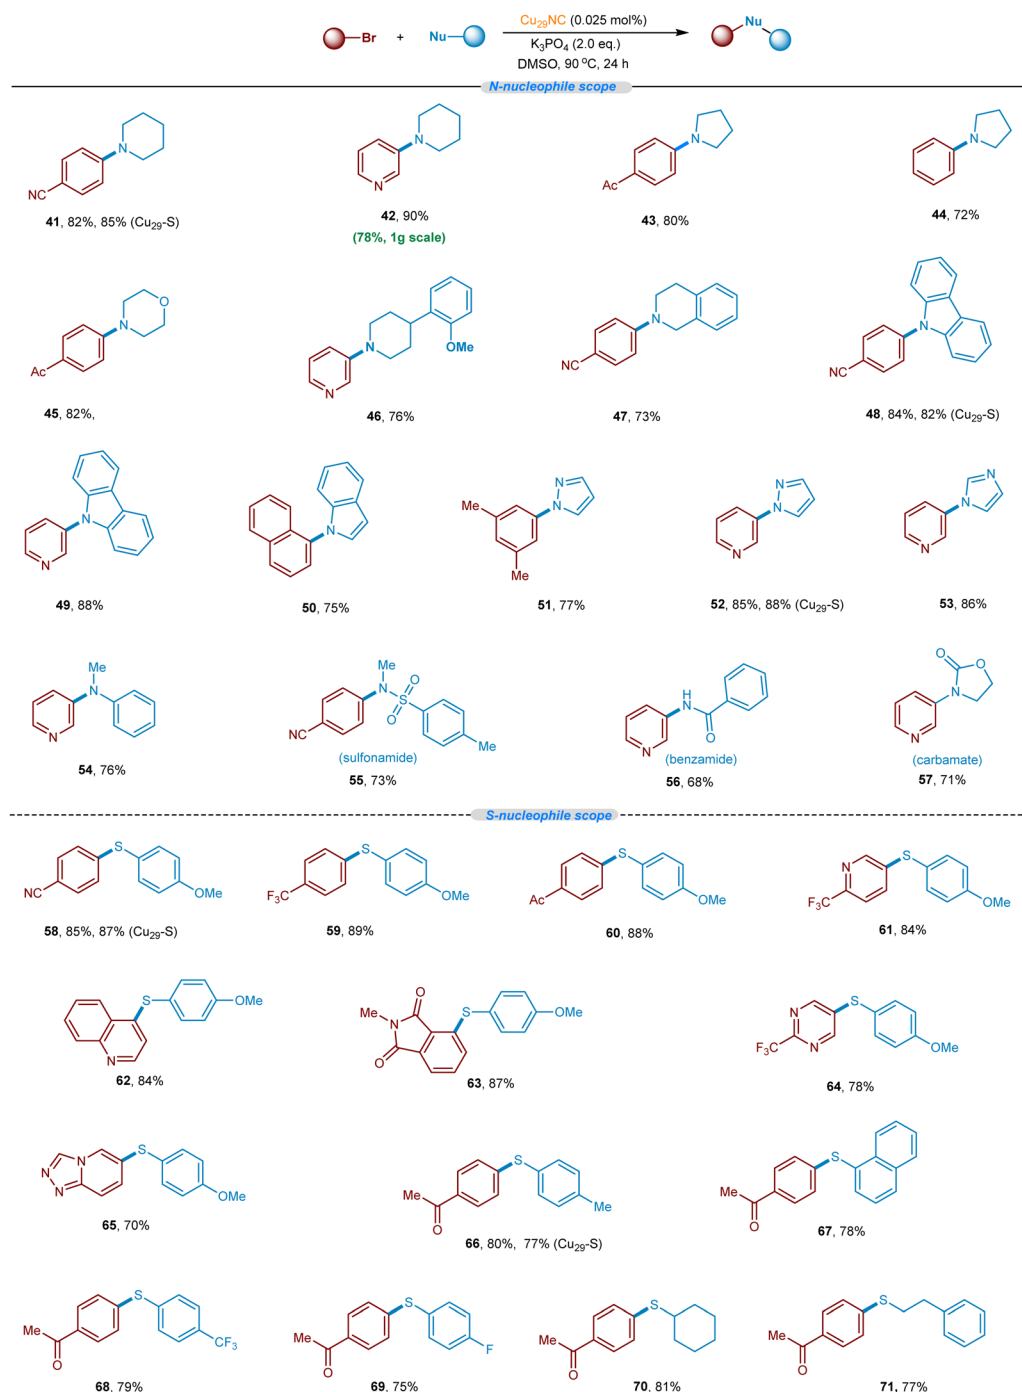 Cu29NC (0.025 mol%)
Br + Nu Nu
K3PO4 (2.0 eq.)
DMSO, 90 ºC, 24 h
N-nucleophile scope
N N N N
NC N Ac
41, 82%, 85% (Cu29-S) 42, 90% 43, 80% 44, 72%
(78%, 1g scale)
O
N N OMe N N
Ac N NC NC
45, 82%, 46, 76% 47, 73% 48, 84%, 82% (Cu29-S)
N N N N N
N N Me N N N
N Me N N
49, 88% 50, 75% 51, 77% 52, 85%, 88% (Cu29-S) 53, 86%
Me Me O O
N N S O H N
N NC O Me N N O N
(sulfonamide) (benzamide) (carbamate)
54, 76% 55, 73% 56, 68% 57, 71%
S-nucleophile scope
S S S N S
NC OMe F3C OMe Ac OMe F3C OMe
58, 85%, 87% (Cu29-S) 59, 89% 60, 88% 61, 84%
S OMe Me O S OMe N S
N N O F3C N OMe
62, 84% 63, 87% 64, 78%
N S S S
N N OMe Me O Me Me O
65, 70% 66, 80%, 77% (Cu29-S) 67, 78%
S S S S
Me O CF3 Me O F Me O Me O
68, 79% 69, 75% 70, 81% 71, 77%